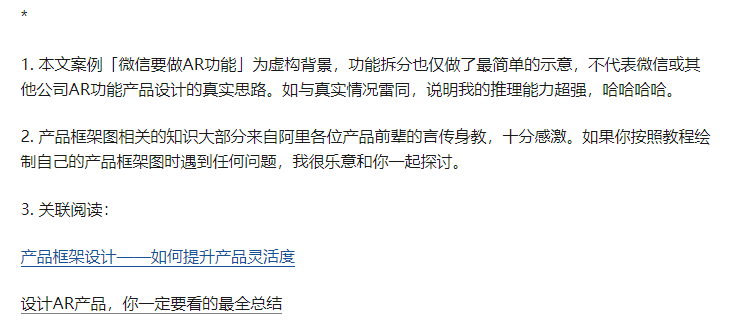 *
1. 本文案例「微信要做AR功能」为虚构背景，功能拆分也仅做了最简单的示意，不代表微信或其
他公司AR功能产品设计的真实思路。如与真实情况雷同，说明我的推理能力超强，哈哈哈哈。
2. 产品框架图相关的知识大部分来自阿里各位产品前辈的言传身教，十分感激。如果你按照教程绘
制自己的产品框架图时遇到任何问题，我很乐意和你一起探讨。
3. 关联阅读：
产品框架设计——如何提升产品灵活度
设计AR产品，你一定要看的最全总结